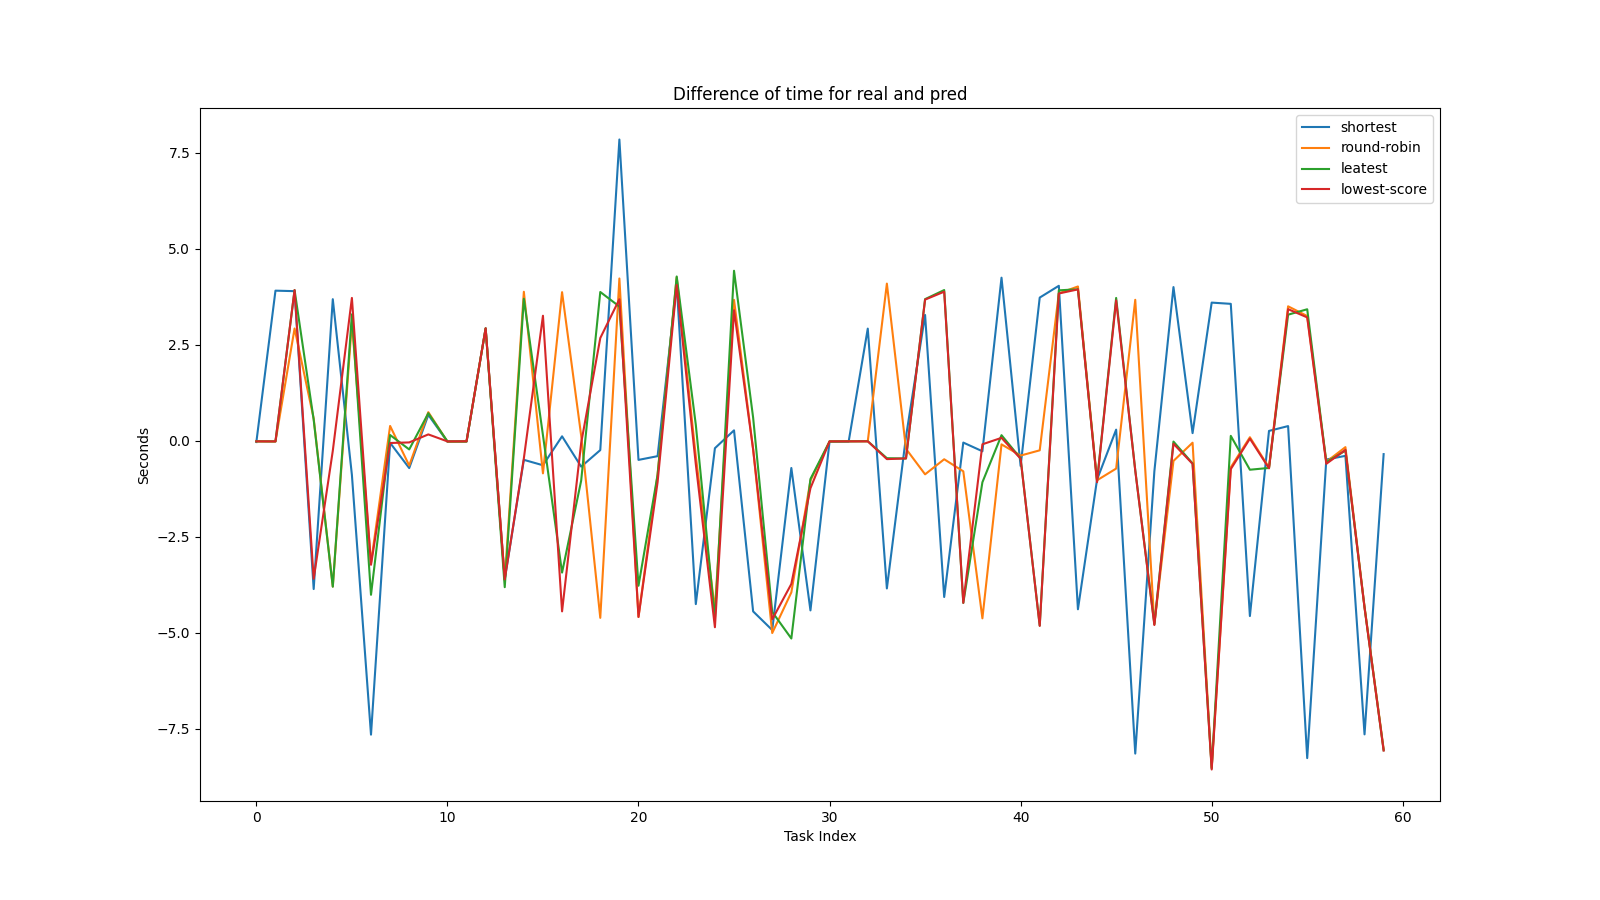 Difference of time for real and pred
shortest
round-robin
leatest
lowest-score
7.5
5.0
2.5
0.0
−2.5
−5.0
−7.5
Seconds
0 10 20 30 40 50 60
Task Index